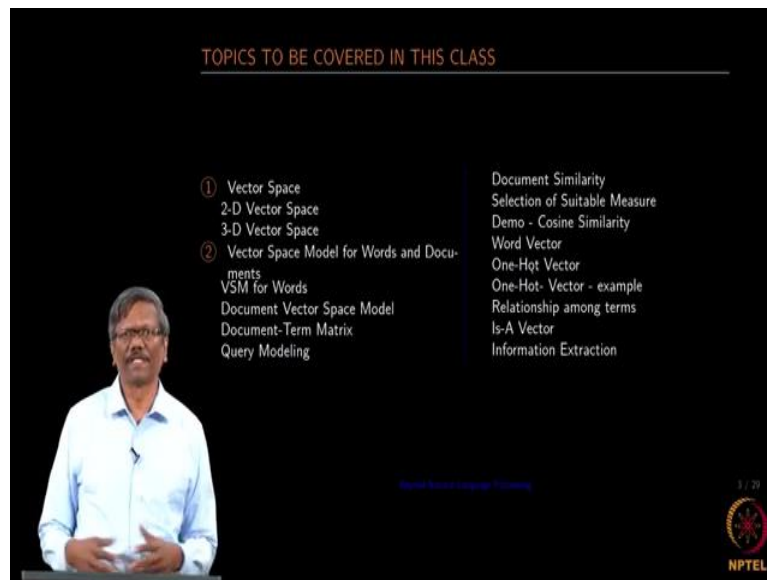 TOPICS TO BE COVERED IN THIS CLASS
① Vector Space
2-D Vector Space
3-D Vector Space
② Vector Space Model for Words and Docu-
ments
VSM for Words
Document Vector Space Model
Document-Term Matrix
Query Modeling
Document Similarity
Selection of Suitable Measure
Demo - Cosine Similarity
Word Vector
One-Hot Vector
One-Hot- Vector - example
Relationship among terms
Is-A Vector
Information Extraction
3 / 29
NPTEL